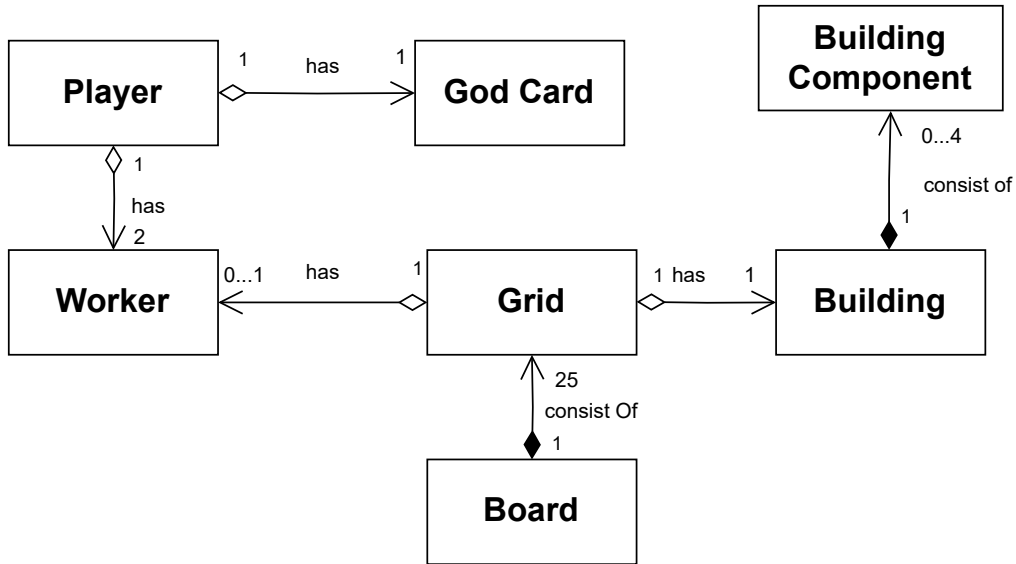 Player
1
has
1
God Card
Building
Component
0...4
consist of
1
1
has
2
Worker
0...1
has
1
Grid
1 has
1
Building
25
consist Of
1
Board